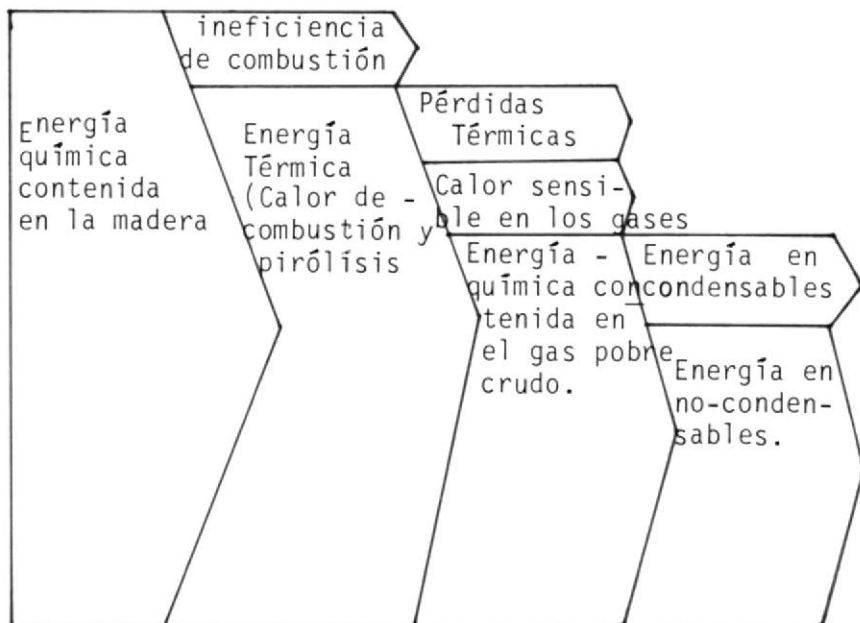 Energía
química
contenida
en la madera
ineficiencia
de combustión
Energía
Térmica
(Calor de -
combustión y
pirólísis
Pérdidas
Térmicas
Calor sensi-
ble en los gases
Energía -
química con
tenida en
el gas pobre
crudo.
Energía en
condensables
Energía en
no-conden-
sables.